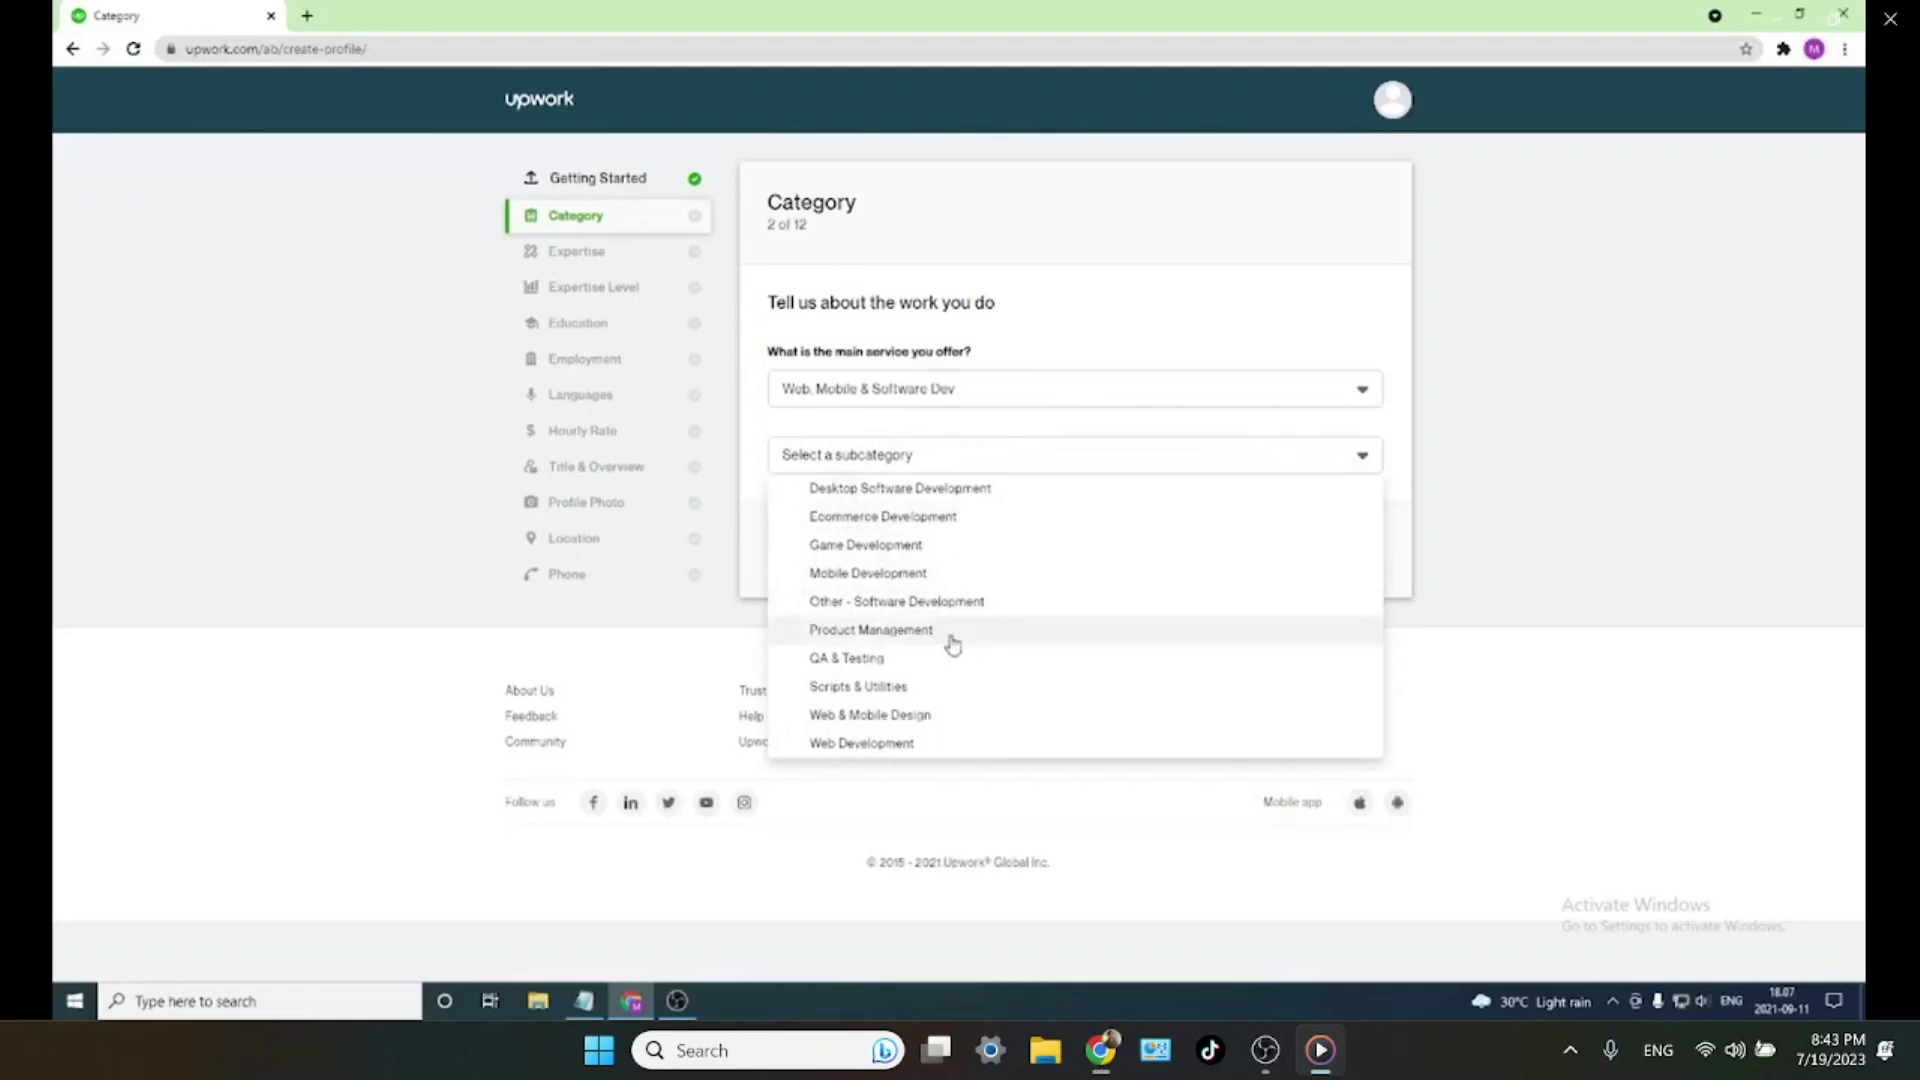 Category
upwork.com/ab/create-profile/
M
upwork
Getting Started
Category
Expertise
Expertise Level
Education
Employment
Languages
Hourly Rate
Title & Overview
Profile Photo
Location
Phone
Category
2 of 12
Tell us about the work you do
What is the main service you offer?
Web, Mobile & Software Dev
Select a subcategory
Desktop Software Development
Ecommerce Development
Game Development
Mobile Development
Other - Software Development
Product Management
QA & Testing
Scripts & Utilities
Web & Mobile Design
Web Development
About Us
Feedback
Community
Trust
Help
Upwo
Follow us
Mobile app
© 2015 - 2021 Upwork® Global Inc.
Activate Windows
Go to Settings to activate Windows.
Type here to search
30°C Light rain
ENG
18.07
2021-09-11
Search
ENG
8:43 PM
7/19/2023